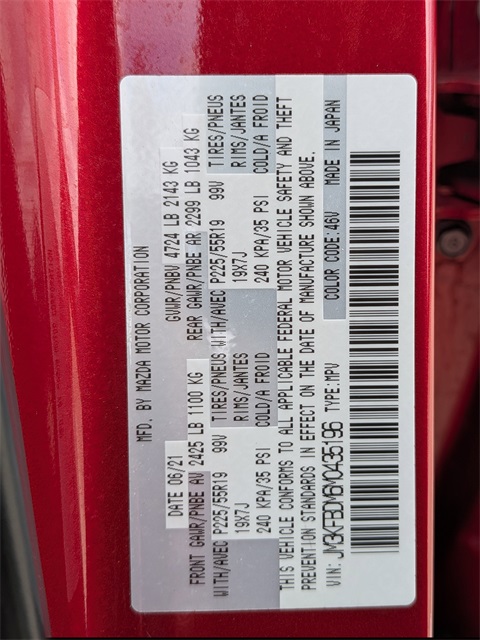 MFD. BY MAZDA MOTOR CORPORATION
DATE 06/21 GVWR/PNBV 4724 LB 2143 KG
FRONT GAWR/PNBE AV 2425 LB 1100 KG REAR GAWR/PNBE AR 2299 LB 1043 KG
WITH/AVEC P225/55R19 99V TIRES/PNEUS WITH/AVEC P225/55R19 99V TIRES/PNEUS
19X7J RIMS/JANTES 19X7J RIMS/JANTES
240 KPA/35 PSI COLD/A FROID 240 KPA/35 PSI COLD/A FROID
THIS VEHICLE CONFORMS TO ALL APPLICABLE FEDERAL MOTOR VEHICLE SAFETY AND THEFT
PREVENTION STANDARDS IN EFFECT ON THE DATE OF MANUFACTURE SHOWN ABOVE.
VIN: JM3KFBDM6M0435196 TYPE:MPV COLOR CODE:46V MADE IN JAPAN